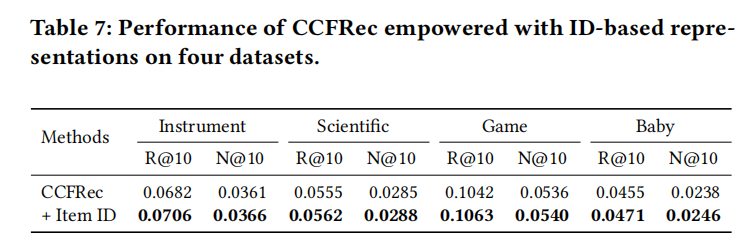 Table 7: Performance of CCFRec empowered with ID-based repre-
sentations on four datasets.
Methods Instrument Scientific Game Baby
R@10 N@10 R@10 N@10 R@10 N@10 R@10 N@10
CCFRec 0.0682 0.0361 0.0555 0.0285 0.1042 0.0536 0.0455 0.0238
+ Item ID 0.0706 0.0366 0.0562 0.0288 0.1063 0.0540 0.0471 0.0246